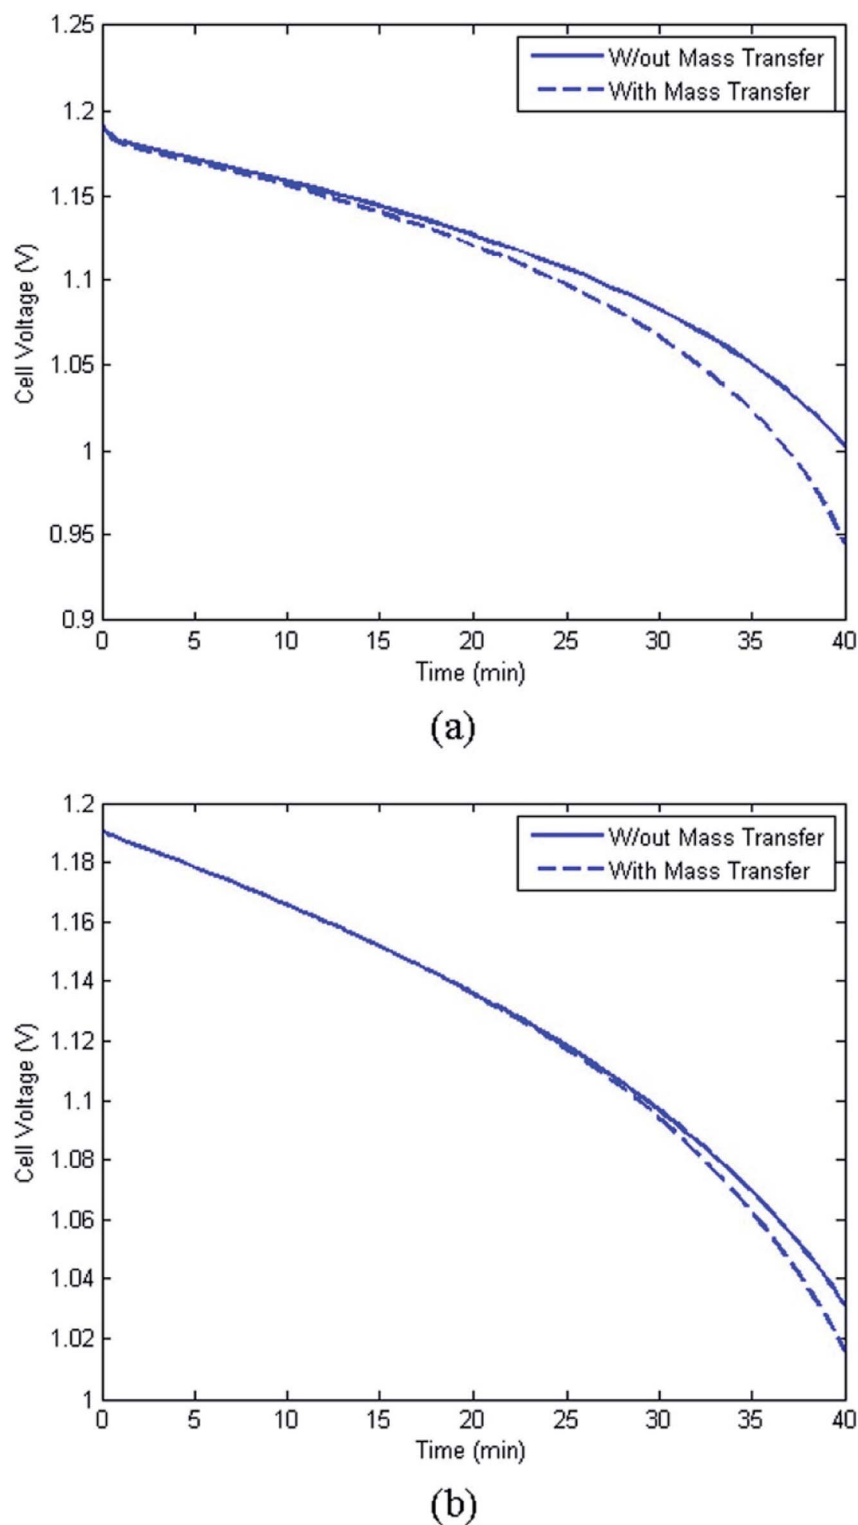 1.25
W/out Mass Transfer
With Mass Transfer
1.2
1.15
1.1
1.05
1
0.95
0.9
Cell Voltage (V)
0 5 10 15 20 25 30 35 40
Time (min)
(a)
1.2
W/out Mass Transfer
With Mass Transfer
1.18
1.16
1.14
1.12
1.1
1.08
1.06
1.04
1.02
1
Cell Voltage (V)
0 5 10 15 20 25 30 35 40
Time (min)
(b)